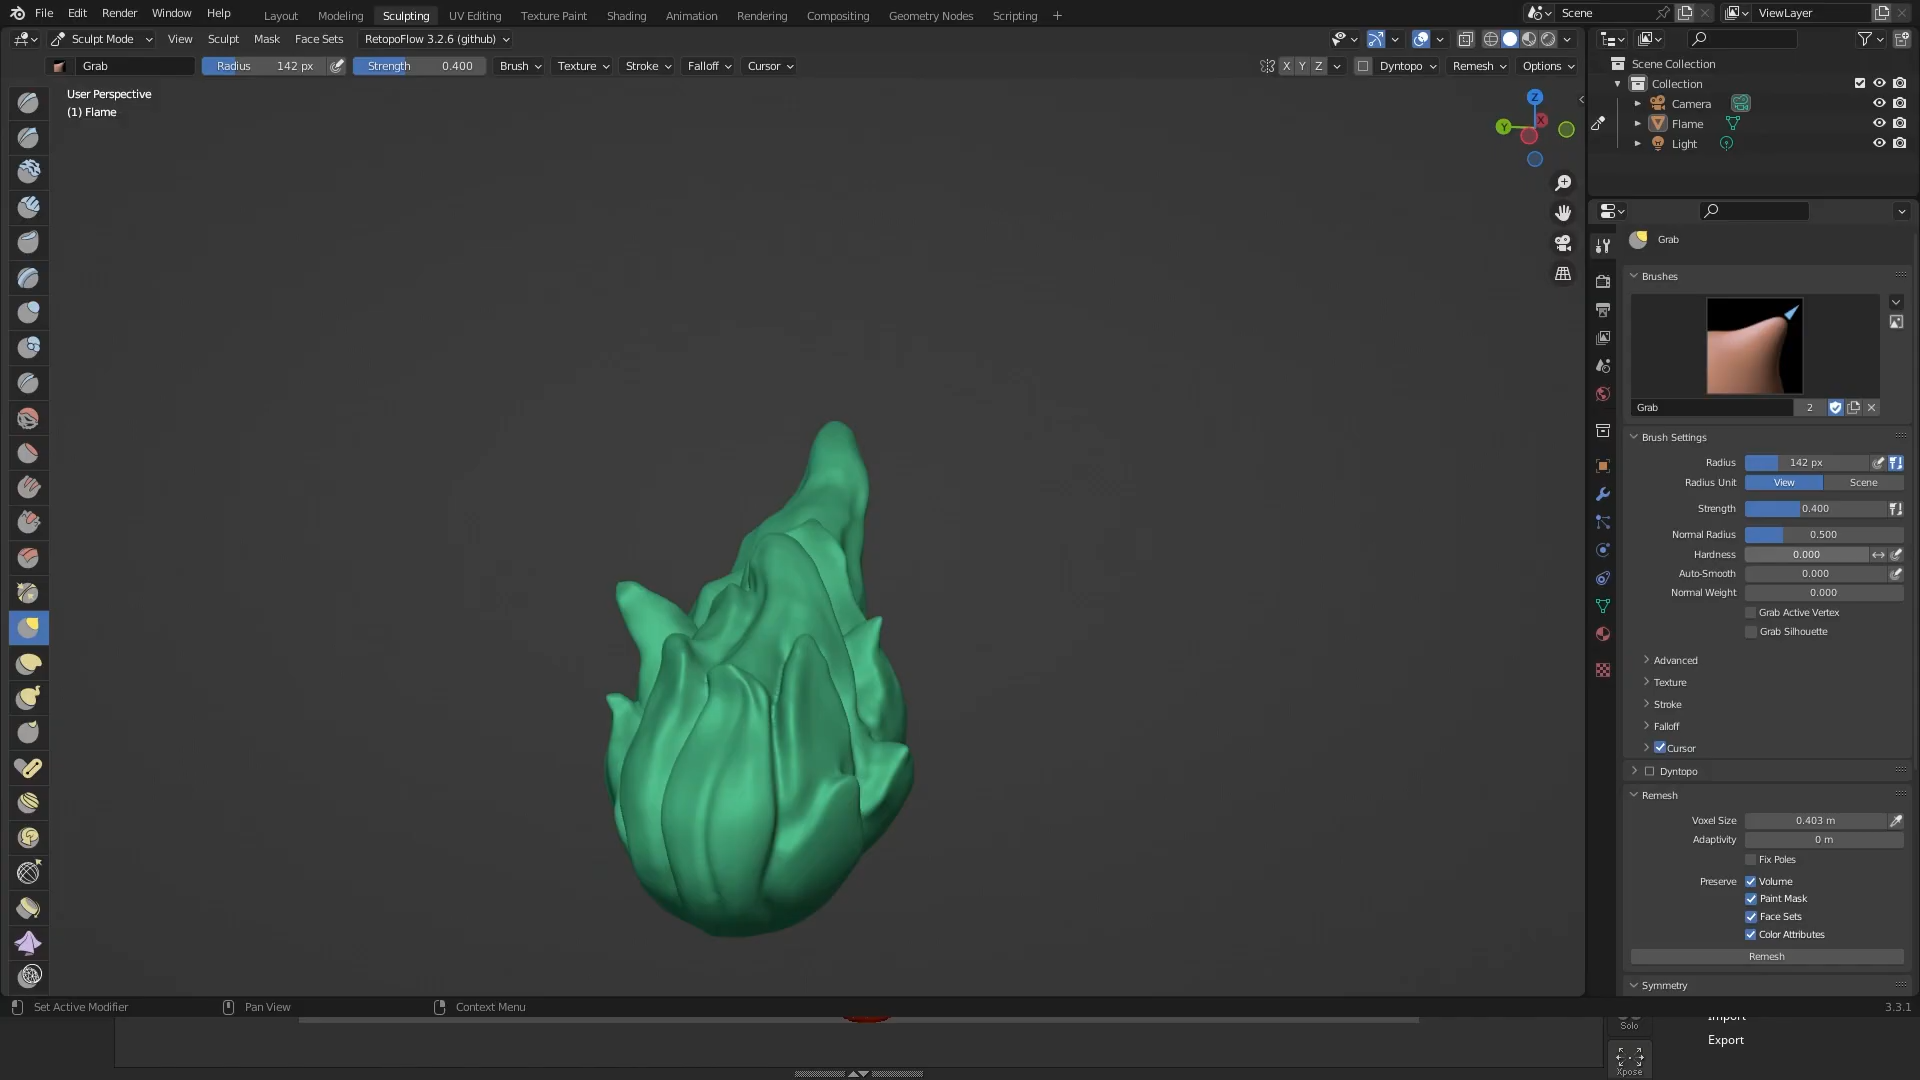 File Edit Render Window Help
Layout Modeling Sculpting UV Editing Texture Paint Shading Animation Rendering Compositing Geometry Nodes Scripting +
Scene
ViewLayer
Sculpt Mode View Sculpt Mask Face Sets RetopoFlow 3.2.6 (github)
Grab Radius 142 px Strength 0.400 Brush Texture Stroke Falloff Cursor
X Y Z Dyntopo Remesh Options
User Perspective
(1) Flame
Z
Y
X
Scene Collection
Collection
Camera
Flame
Light
Grab
Brushes
Grab 2
Brush Settings
Radius 142 px
Radius Unit View Scene
Strength 0.400
Normal Radius 0.500
Hardness 0.000
Auto-Smooth 0.000
Normal Weight 0.000
Grab Active Vertex
Grab Silhouette
Advanced
Texture
Stroke
Falloff
Cursor
Dyntopo
Remesh
Voxel Size 0.403 m
Adaptivity 0 m
Fix Poles
Preserve Volume
Paint Mask
Face Sets
Color Attributes
Remesh
Symmetry
Set Active Modifier Pan View Context Menu 3.3.1
Solo
Import
Export
Xpose